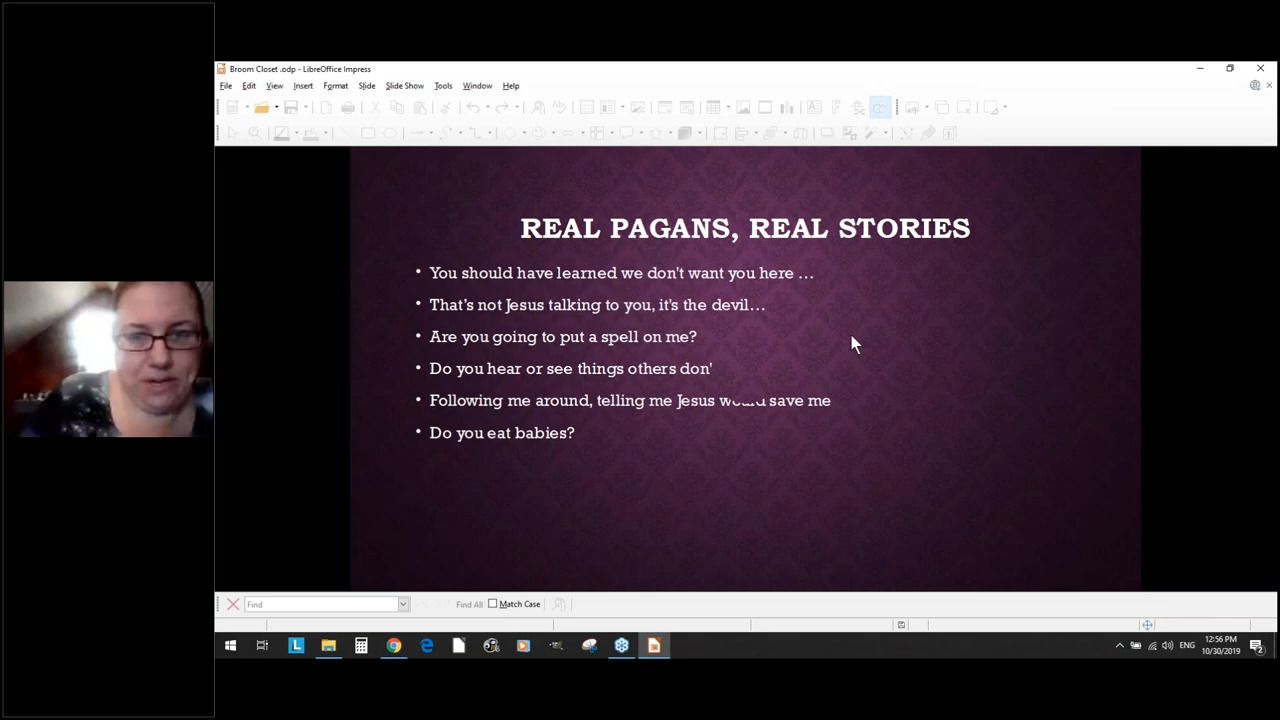 Broom Closet .odp - LibreOffice Impress
File Edit View Insert Format Slide Slide Show Tools Window Help
REAL PAGANS, REAL STORIES
• You should have learned we don't want you here …
• That's not Jesus talking to you, it's the devil…
• Are you going to put a spell on me?
• Do you hear or see things others don'
• Following me around, telling me Jesus would save me
• Do you eat babies?
Find Find All Match Case
L ENG 12:56 PM
10/30/2019 2